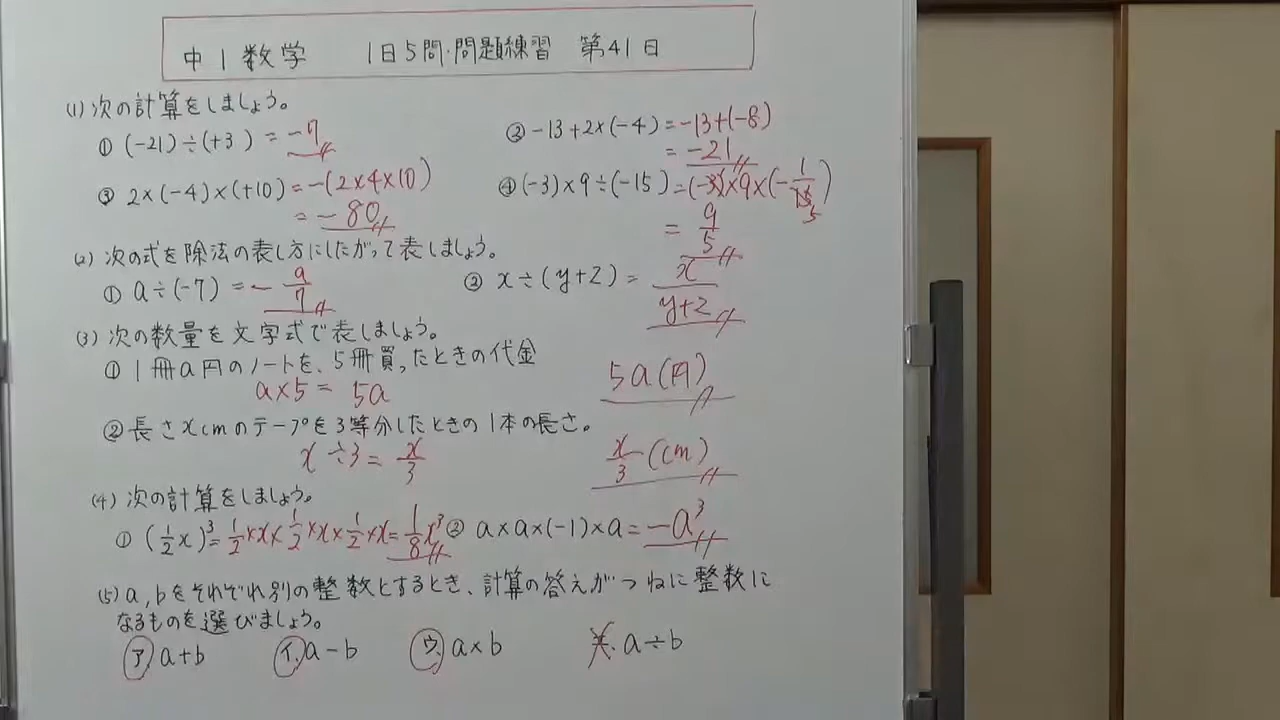 中1数学 1日5問・問題練習 第41日
(1) 次の計算をしましょう。
① (-21)÷(+3) = -7
② -13+2×(-4) = -13+(-8)
= -21
③ 2×(-4)×(+10) = -(2×4×10)
= -80
④ (-3)×9÷(-15) = (-3)×9×(-1/15)
5
= 9/5
(2) 次の式を除法の表し方にしたがって表しましょう。
① a÷(-7) = -a/7
② x÷(y+z) = x/(y+z)
(3) 次の数量を文字式で表しましょう。
① 1冊a円のノートを、5冊買ったときの代金
a×5 = 5a 5a(円)
② 長さxcmのテープを3等分したときの1本の長さ。
x÷3 = x/3 x/3 (cm)
(4) 次の計算をしましょう。
① (1/2x)³ = 1/2×x×1/2×x×1/2×x = 1/8x³
② a×a×(-1)×a = -a³
(5) a,bをそれぞれ別の整数とするとき、計算の答えがつねに整数に
なるものを選びましょう。
ア. a+b イ. a-b ウ. a×b エ. a÷b